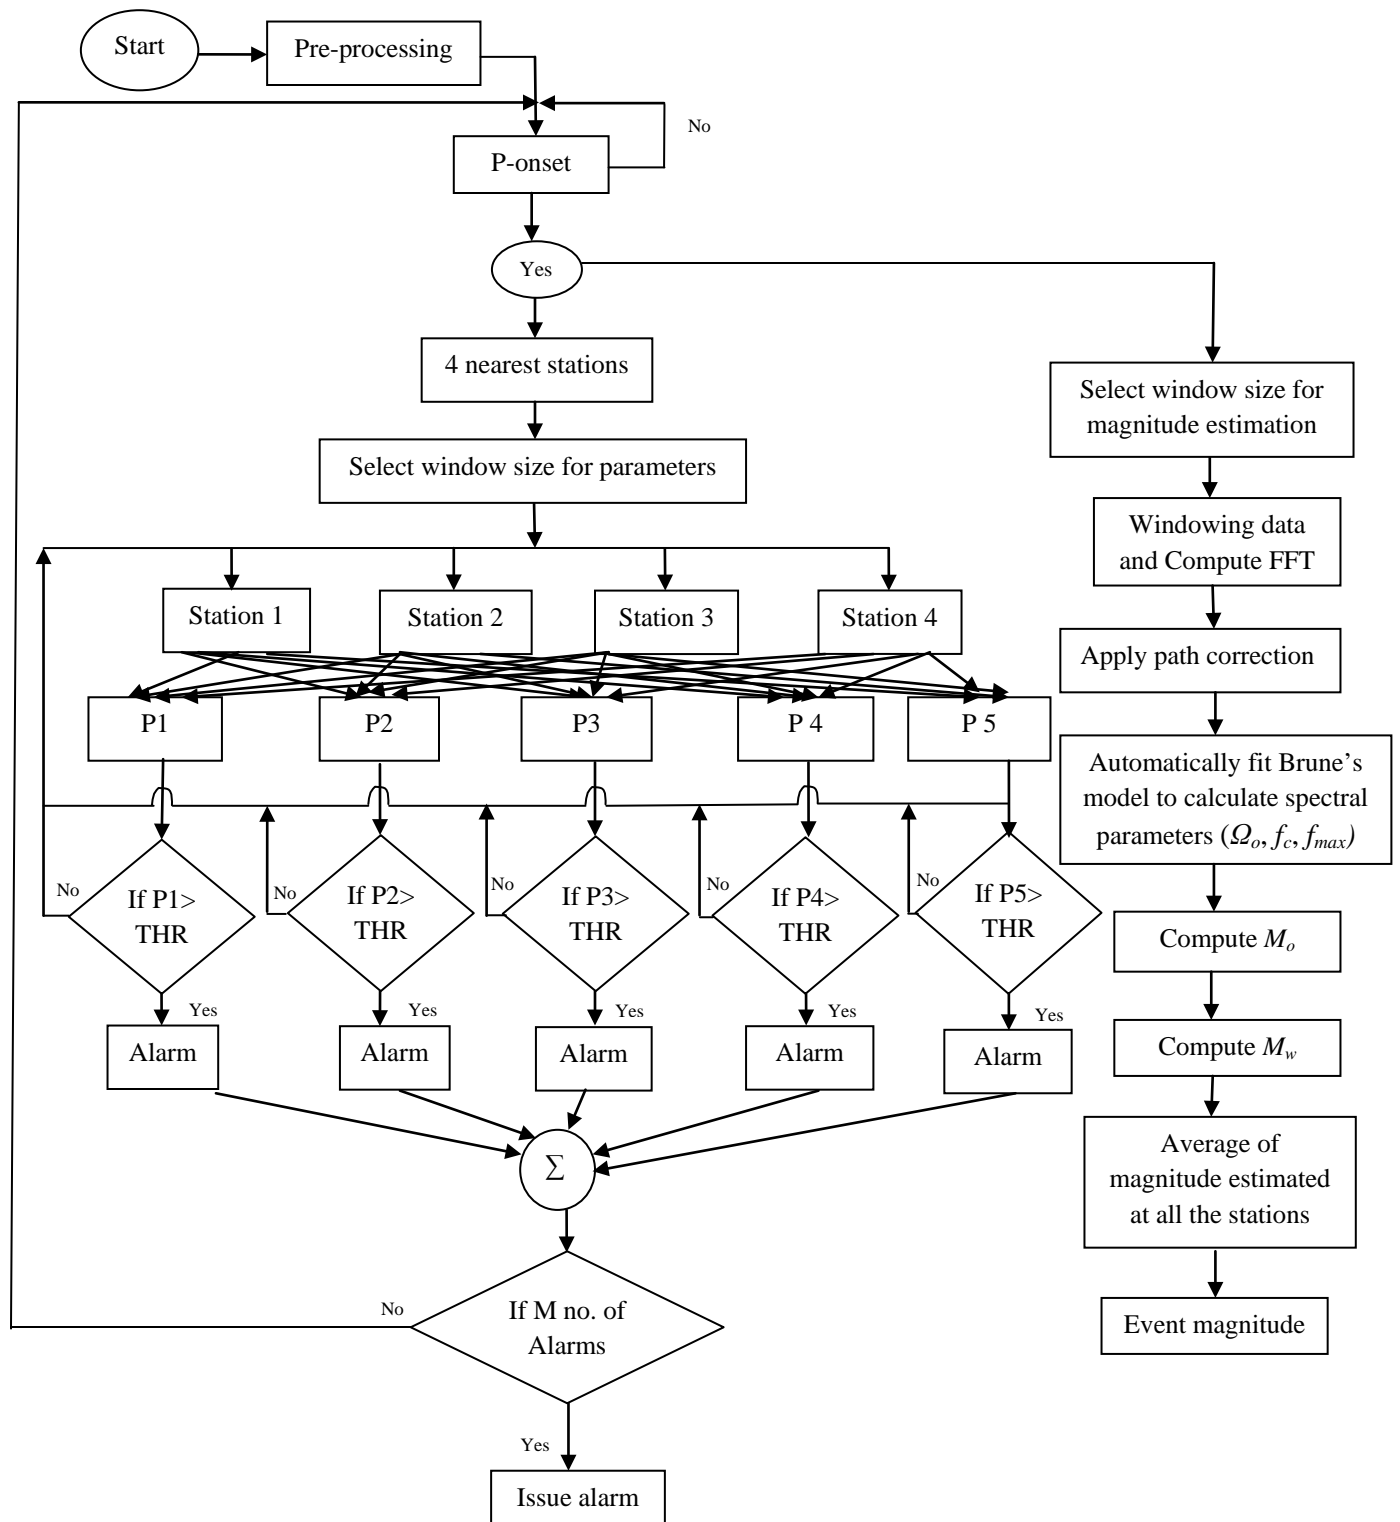 Start
Pre-processing
No
P-onset
Yes
4 nearest stations
Select window size for parameters
Station 1
Station 2
Station 3
Station 4
P1
P2
P3
P 4
P 5
No
If P1>
THR
No
If P2>
THR
No
If P3>
THR
No
If P4>
THR
No
If P5>
THR
Yes
Yes
Yes
Yes
Yes
Alarm
Alarm
Alarm
Alarm
Alarm
∑
No
If M no. of
Alarms
Yes
Issue alarm
Select window size for
magnitude estimation
Windowing data
and Compute FFT
Apply path correction
Automatically fit Brune’s
model to calculate spectral
parameters (Ωo, fc, fmax)
Compute Mo
Compute Mw
Average of
magnitude estimated
at all the stations
Event magnitude